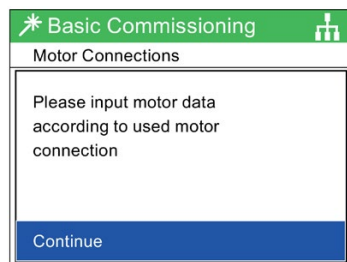 Basic Commissioning
Motor Connections
Please input motor data
according to used motor
connection
Continue